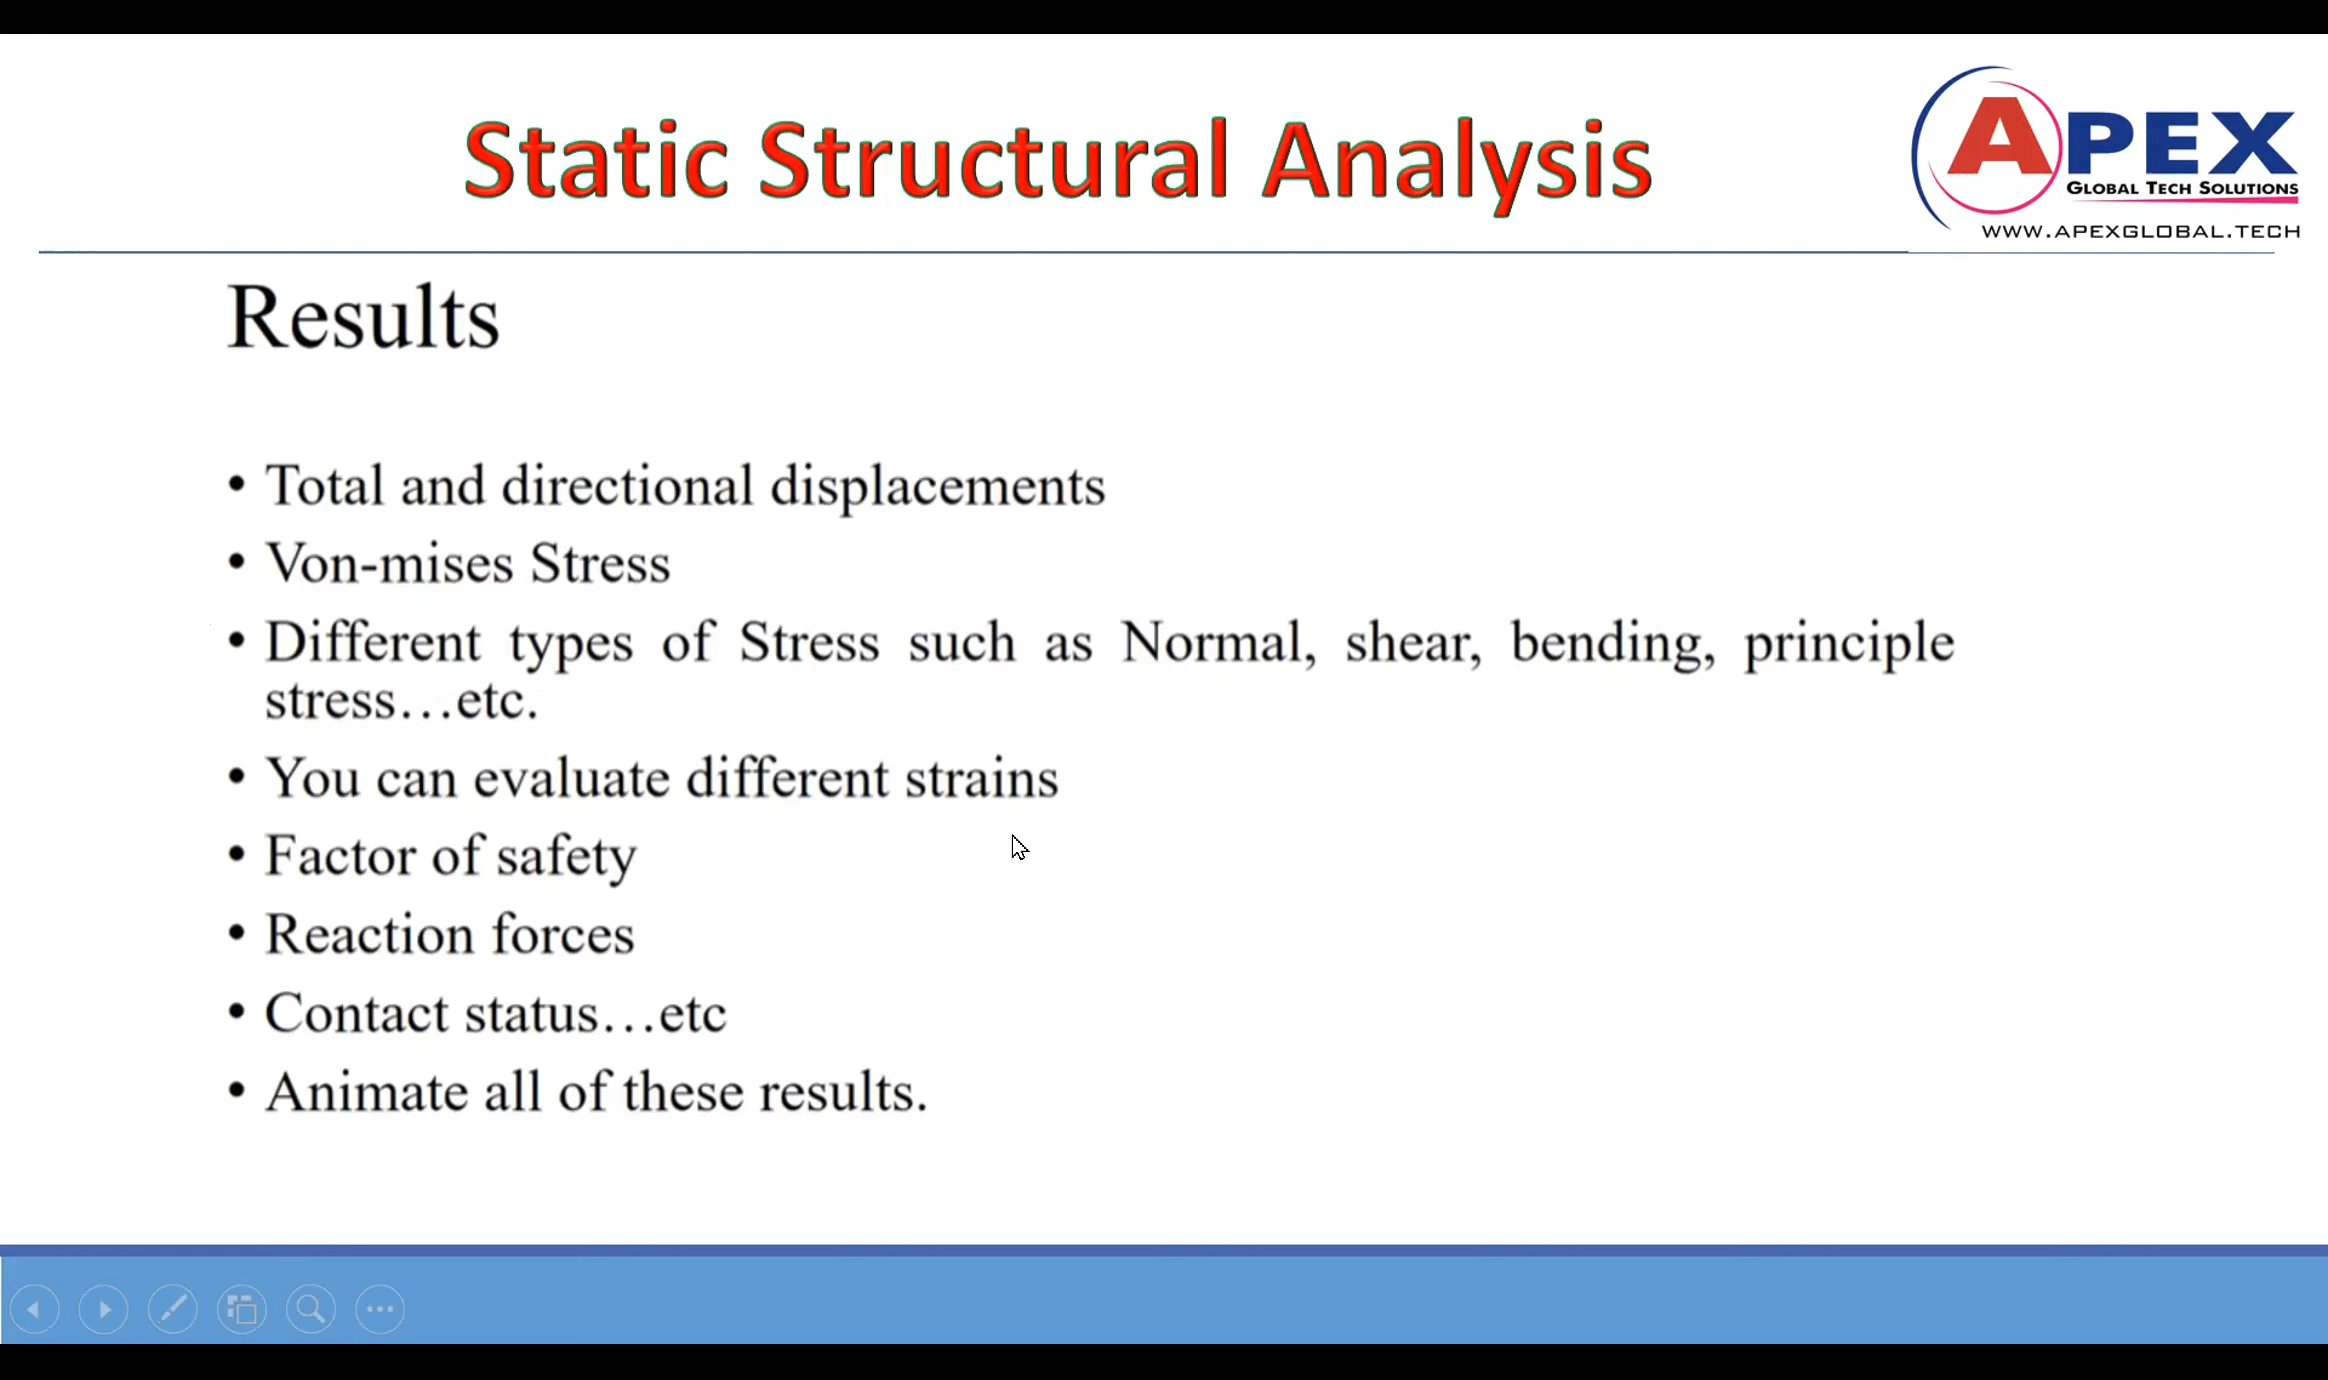 Static Structural Analysis
APEX
GLOBAL TECH SOLUTIONS
WWW.APEXGLOBAL.TECH
Results
• Total and directional displacements
• Von-mises Stress
• Different types of Stress such as Normal, shear, bending, principle
stress…etc.
• You can evaluate different strains
• Factor of safety
• Reaction forces
• Contact status…etc
• Animate all of these results.